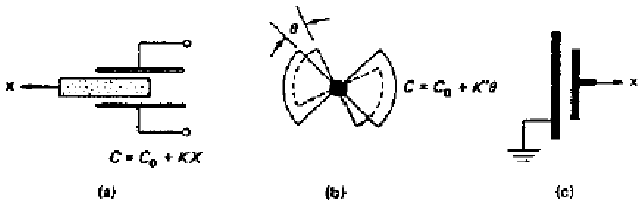 x
C = C₀ + KX
(a)
θ
C = C₀ + K'θ
(b)
x
(c)